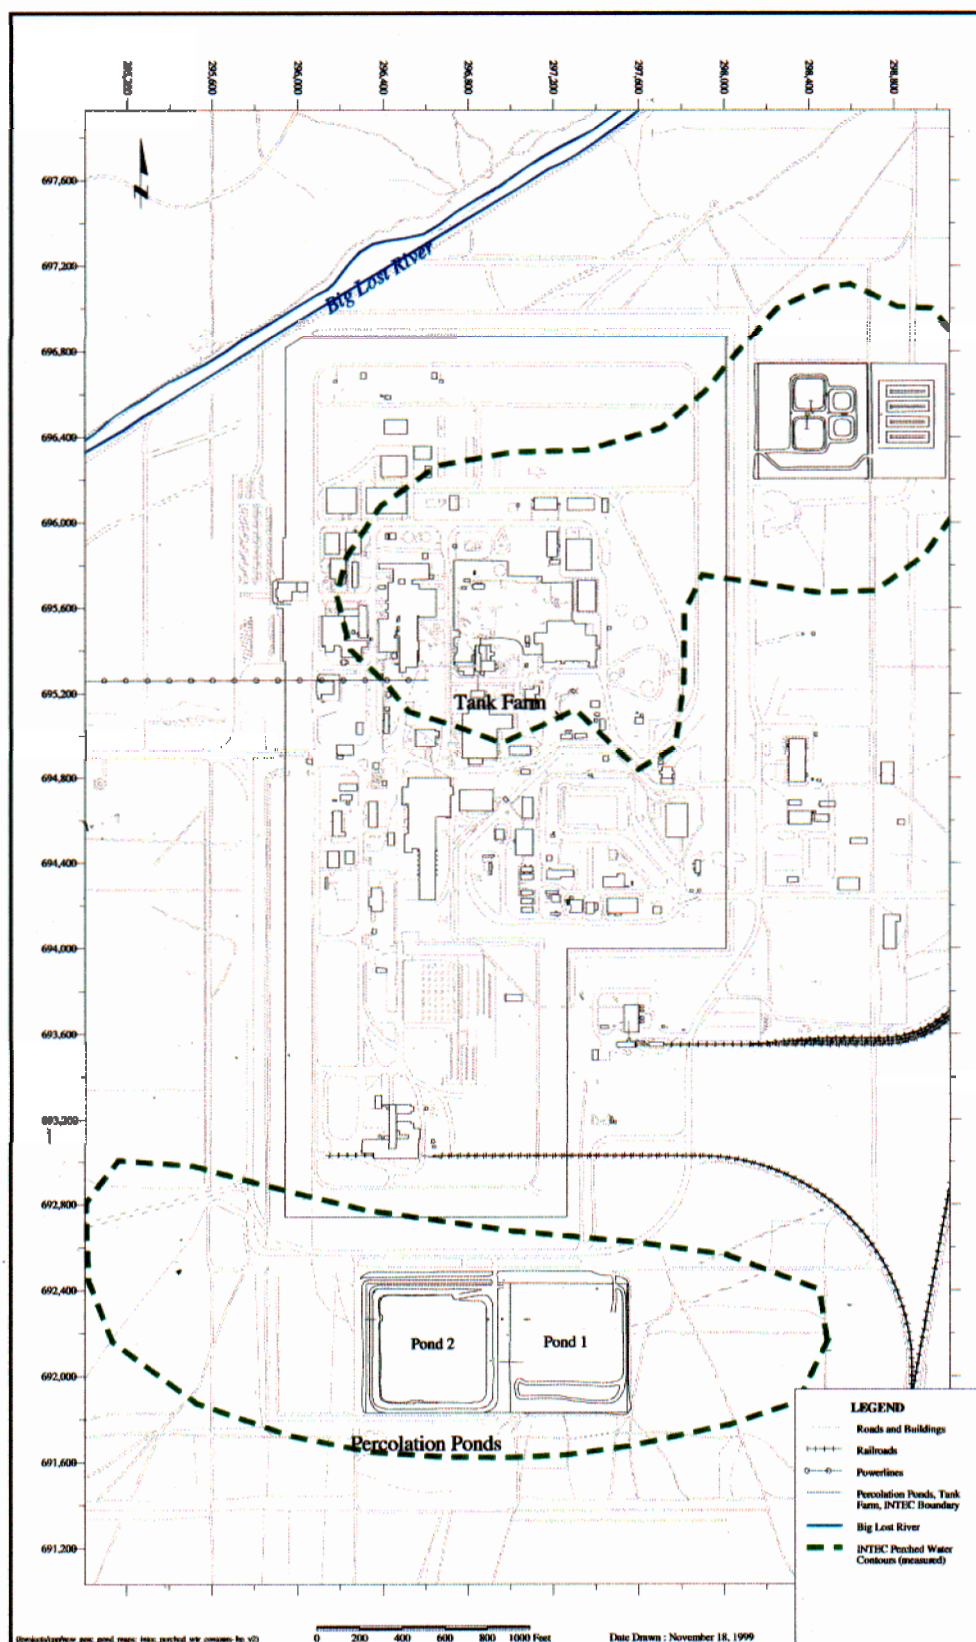 296,000
296,400
296,800
297,200
297,600
298,000
298,400
298,800
697,600
697,200
696,800
696,400
696,000
695,600
695,200
694,800
694,400
694,000
693,600
693,200
692,800
692,400
692,000
691,600
691,200
Big Lost River
Tank Farm
Pond 2
Pond 1
Percolation Ponds
LEGEND
Roads and Buildings
Railroads
Powerlines
Percolation Ponds, Tank
Farm, INTEC Boundary
Big Lost River
INTEC Perched Water
Contours (measured)
0 200 400 600 800 1000 Feet
Date Drawn : November 18, 1999